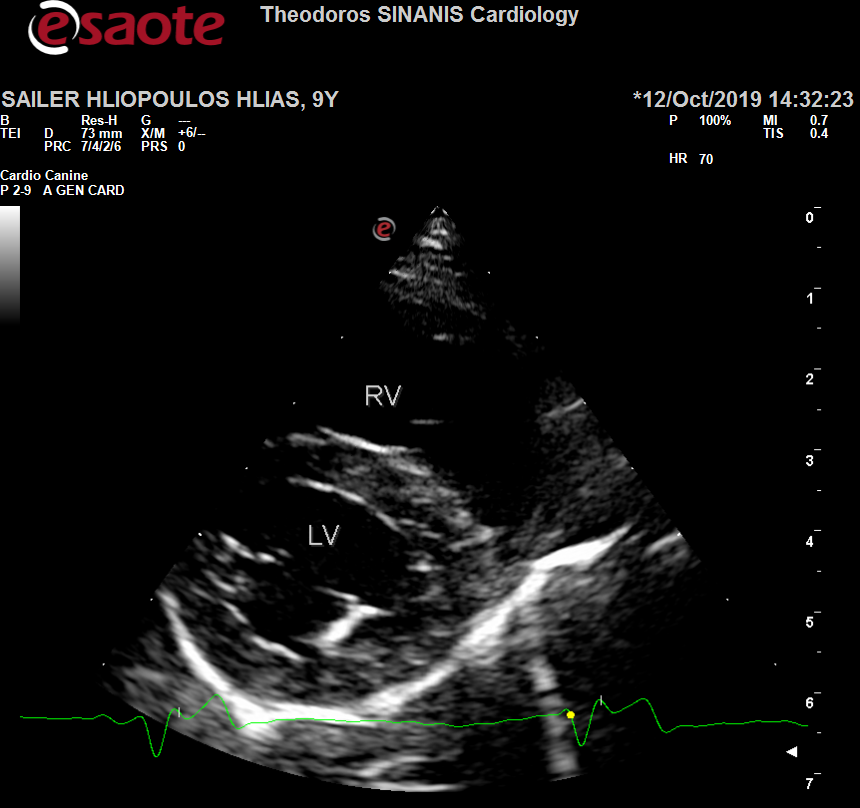 esaote
Theodoros SINANIS Cardiology
SAILER HLIOPOULOS HLIAS, 9Y
*12/Oct/2019 14:32:23
B Res-H G ---
TEI D 73 mm X/M +6/--
PRC 7/4/2/6 PRS 0
P 100% MI 0.7
TIS 0.4
HR 70
Cardio Canine
P 2-9 A GEN CARD
e
0
1
2
RV
3
4
LV
5
6
7